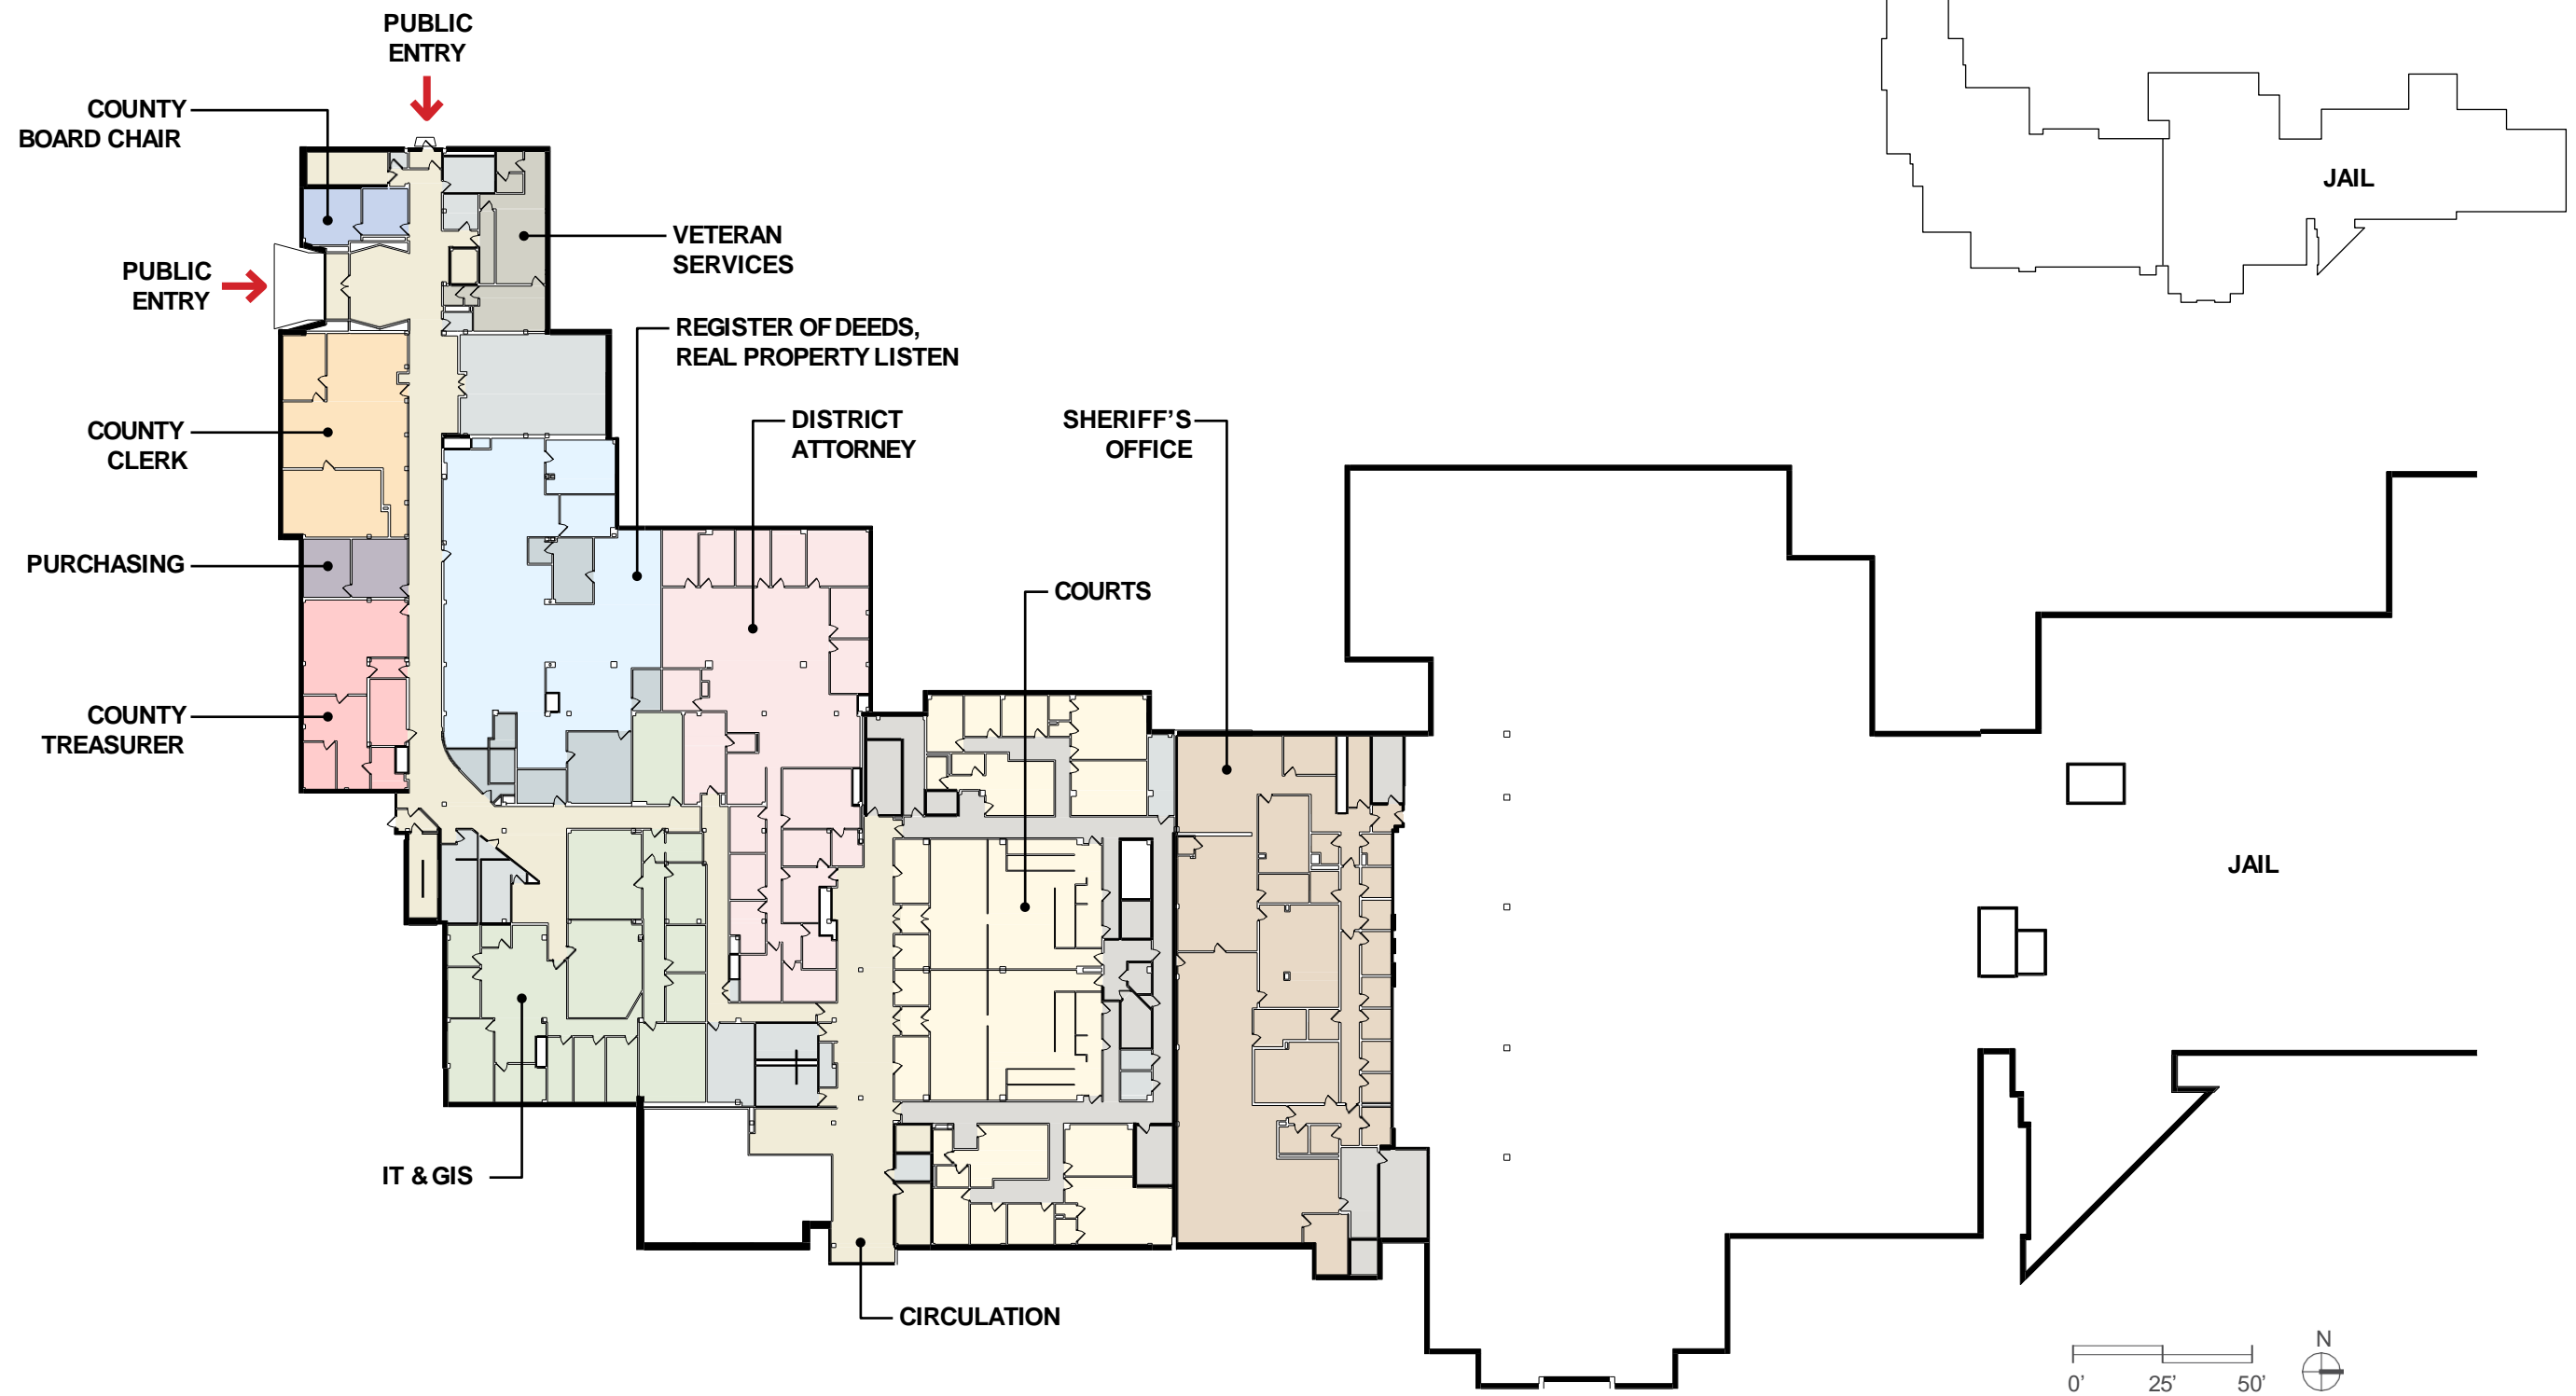 PUBLIC
ENTRY
COUNTY
BOARD CHAIR
JAIL
VETERAN
SERVICES
PUBLIC
ENTRY
REGISTER OF DEEDS,
REAL PROPERTY LISTEN
COUNTY
CLERK
DISTRICT
ATTORNEY
SHERIFF'S
OFFICE
PURCHASING
COURTS
COUNTY
TREASURER
JAIL
IT & GIS
CIRCULATION
N
0' 25' 50'